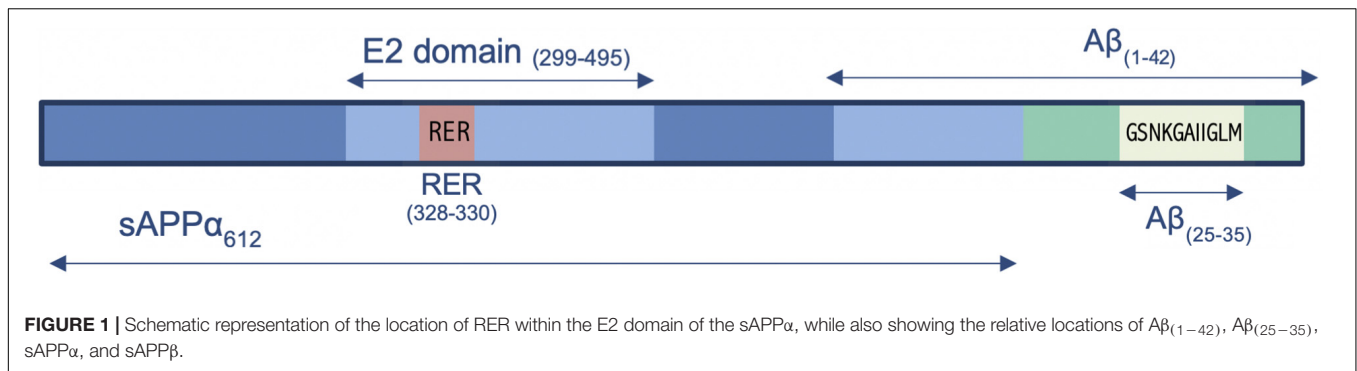 E2 domain (299-495)
Aβ(1-42)
RER
GSNKGAIIGLM
RER
(328-330)
Aβ(25-35)
sAPPα612
FIGURE 1 | Schematic representation of the location of RER within the E2 domain of the sAPPα, while also showing the relative locations of Aβ(1−42), Aβ(25−35),
sAPPα, and sAPPβ.